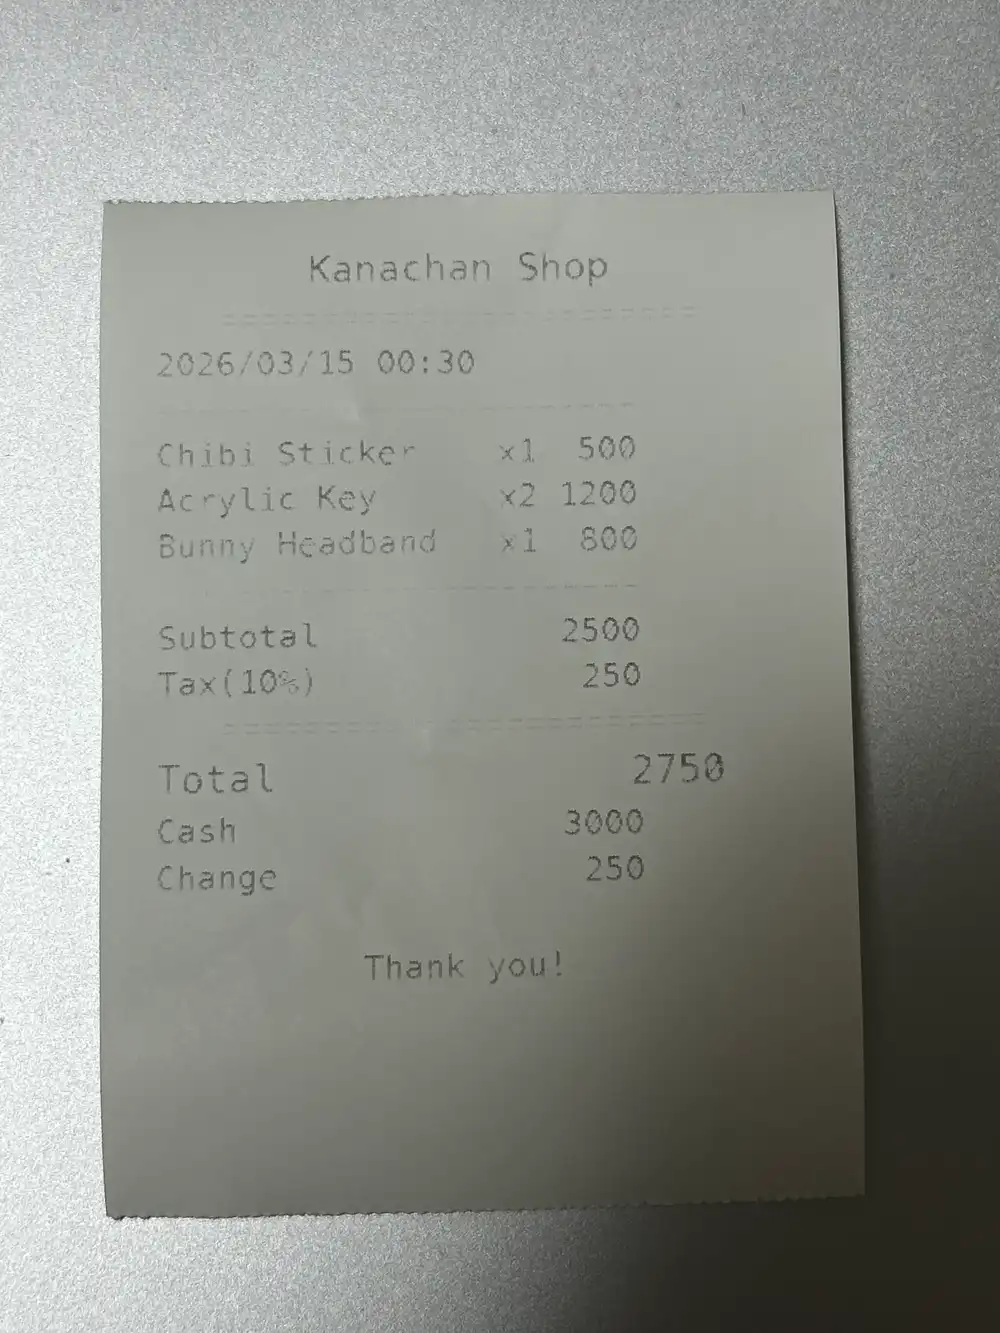 Kanachan Shop
========================
2026/03/15 00:30
------------------------
Chibi Sticker x1 500
Acrylic Key x2 1200
Bunny Headband x1 800
------------------------
Subtotal 2500
Tax(10%) 250
========================
Total 2750
Cash 3000
Change 250
Thank you!